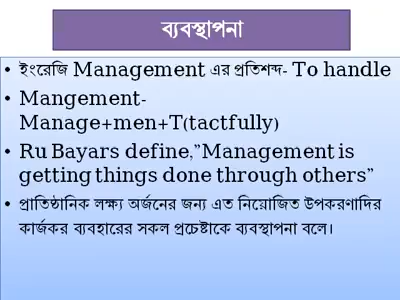 ব্যবস্থাপনা
• ইংরেজি Management এর প্রতিশব্দ- To handle
• Mangement-
Manage+men+T(tactfully)
• Ru Bayars define,”Management is
getting things done through others”
• প্রাতিষ্ঠানিক লক্ষ্য অর্জনের জন্য এত নিয়োজিত উপকরণাদির
কার্জকর ব্যবহারের সকল প্রচেষ্টাকে ব্যবস্থাপনা বলে।